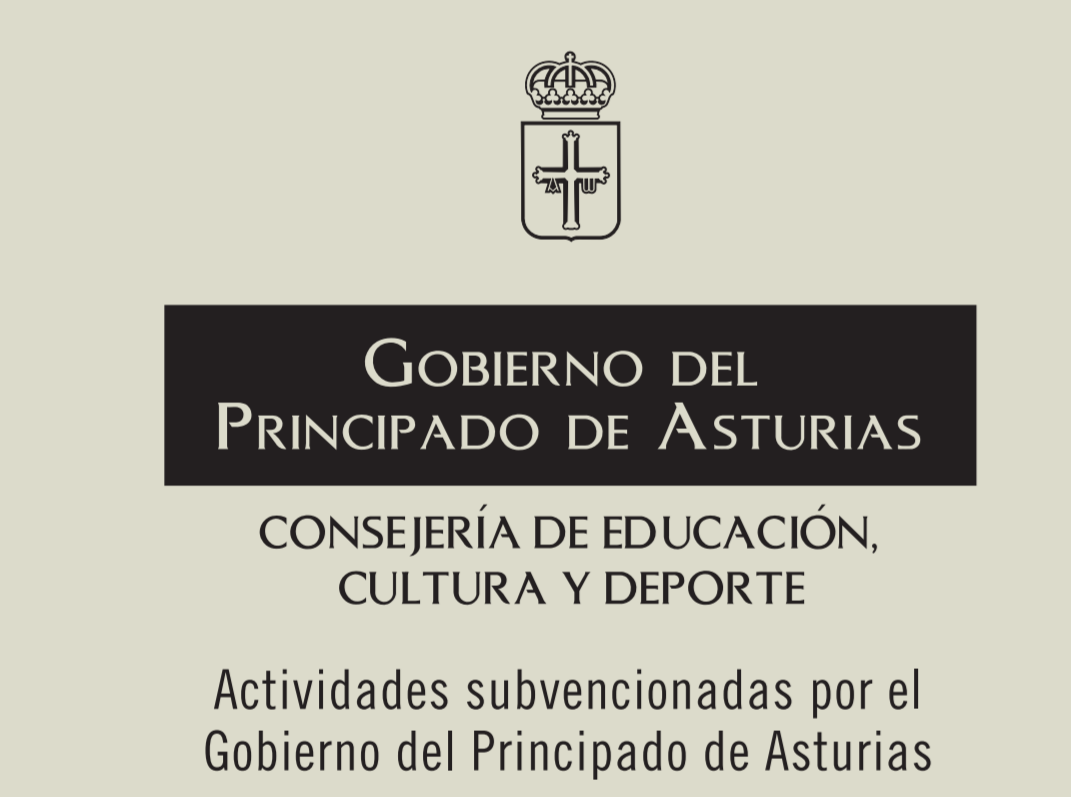 GOBIERNO DEL
PRINCIPADO DE ASTURIAS
CONSEJERÍA DE EDUCACIÓN,
CULTURA Y DEPORTE
Actividades subvencionadas por el
Gobierno del Principado de Asturias